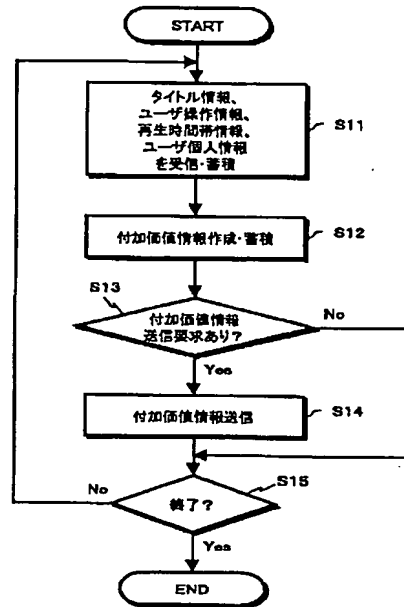 START
タイトル情報、
ユーザ操作情報、
再生時間帯情報、
ユーザ個人情報
を受信・蓄積
S11
付加価値情報作成・蓄積
S12
S13
付加価値情報
送信要求あり?
No
Yes
付加価値情報送信
S14
No
終了?
S15
Yes
END